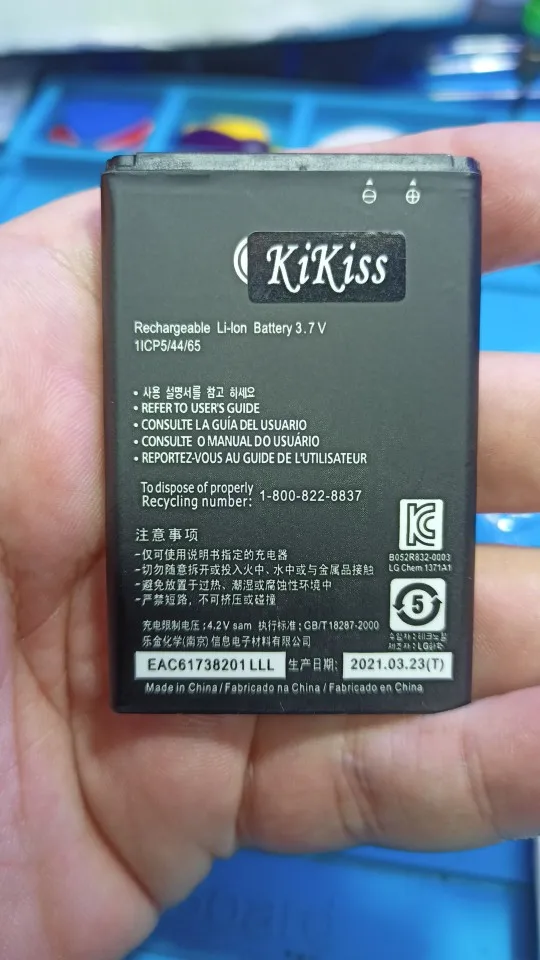 ⊖ ⊕
KiKiss
Rechargeable Li-Ion Battery 3.7V
1ICP5/44/65
• 사용 설명서를 참고 하세요
• REFER TO USER'S GUIDE
• CONSULTE LA GUÍA DEL USUARIO
• CONSULTE O MANUAL DO USUÁRIO
• REPORTEZ-VOUS AU GUIDE DE L'UTILISATEUR
To dispose of properly
Recycling number: 1-800-822-8837
注意事项
-仅可使用说明书指定的充电器
-切勿随意拆开或投入火中、水中或与金属品接触
-避免放置于过热、潮湿或腐蚀性环境中
-严禁短路，不可挤压或碰撞
KC
B052R832-0003
LG Chem 1371A1
5
充电限制电压：4.2V sam 执行标准：GB/T18287-2000
乐金化学(南京)信息电子材料有限公司
EAC61738201 LLL 生产日期: 2021.03.23(T)
Made in China/Fabricado na China/Fabricado en China